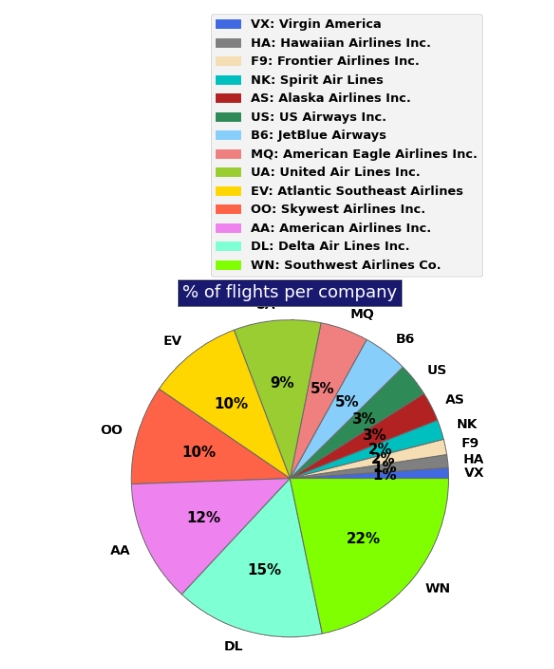 VX: Virgin America
HA: Hawaiian Airlines Inc.
F9: Frontier Airlines Inc.
NK: Spirit Air Lines
AS: Alaska Airlines Inc.
US: US Airways Inc.
B6: JetBlue Airways
MQ: American Eagle Airlines Inc.
UA: United Air Lines Inc.
EV: Atlantic Southeast Airlines
OO: Skywest Airlines Inc.
AA: American Airlines Inc.
DL: Delta Air Lines Inc.
WN: Southwest Airlines Co.
% of flights per company
MQ
B6
EV
US
9%
5%
AS
5%
10%
3%
NK
OO
3%
F9
10%
2%
HA
2%
1%
VX
1%
12%
22%
AA
15%
WN
DL